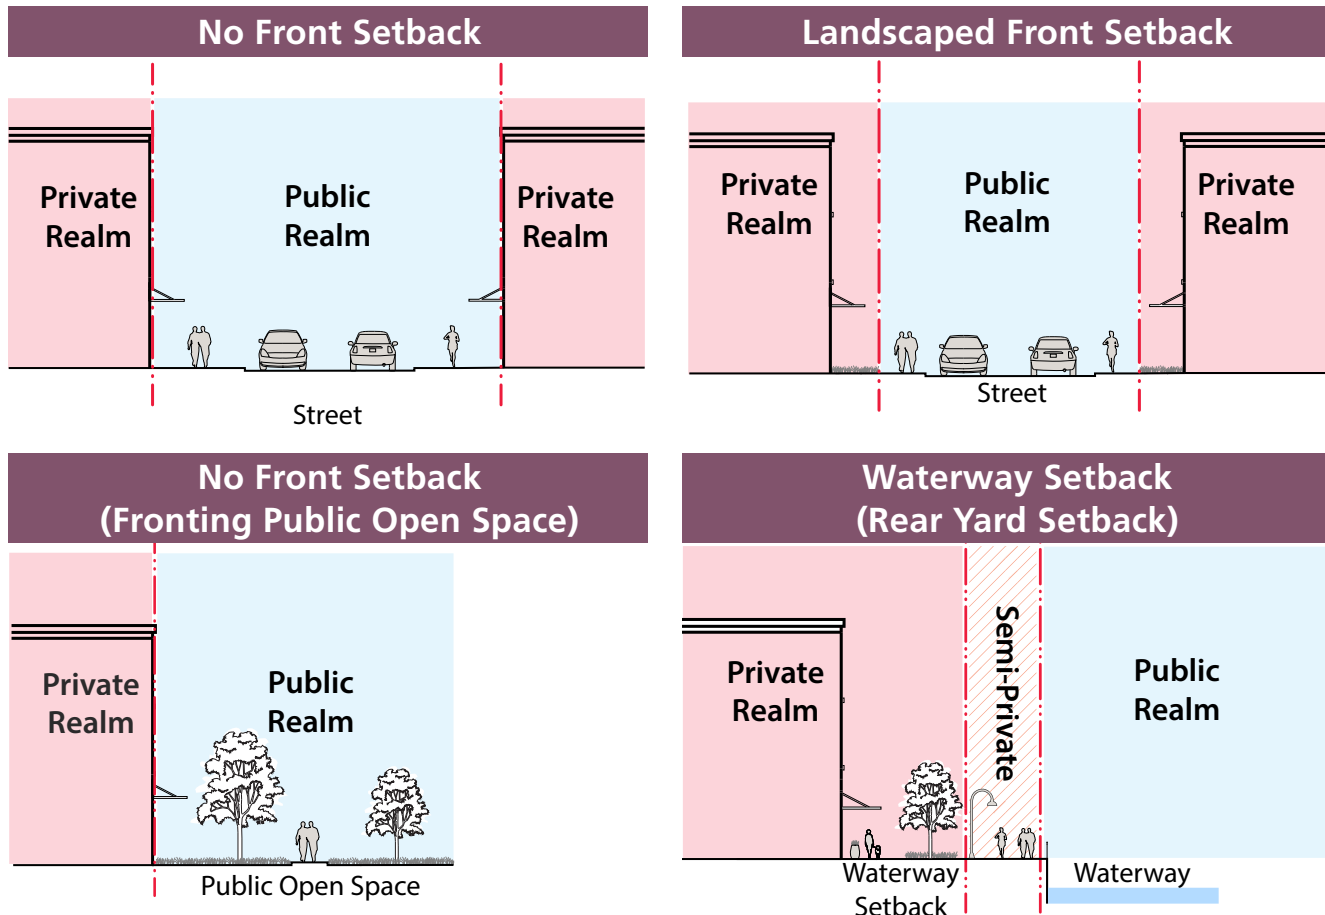 No Front Setback
Private
Realm
Public
Realm
Private
Realm
Street
Landscaped Front Setback
Private
Realm
Public
Realm
Private
Realm
Street
No Front Setback
(Fronting Public Open Space)
Private
Realm
Public
Realm
Public Open Space
Waterway Setback
(Rear Yard Setback)
Private
Realm
Semi-Private
Public
Realm
Waterway
Setback
Waterway